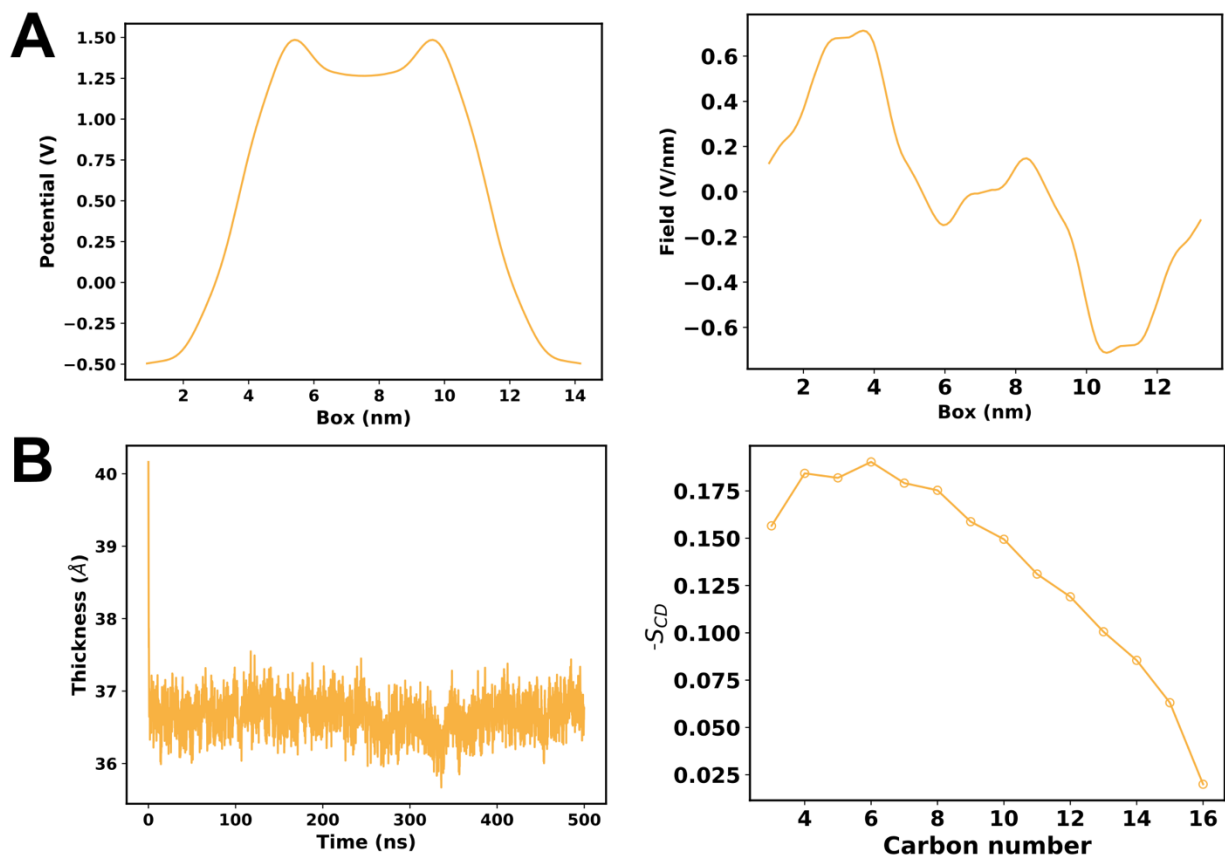 A
1.50
1.25
1.00
0.75
0.50
0.25
0.00
−0.25
−0.50
Potential (V)
2 4 6 8 10 12 14
Box (nm)
0.6
0.4
0.2
0.0
−0.2
−0.4
−0.6
Field (V/nm)
2 4 6 8 10 12
Box (nm)
B
40
39
38
37
36
Thickness (Å)
0 100 200 300 400 500
Time (ns)
0.175
0.150
0.125
0.100
0.075
0.050
0.025
-SCD
4 6 8 10 12 14 16
Carbon number